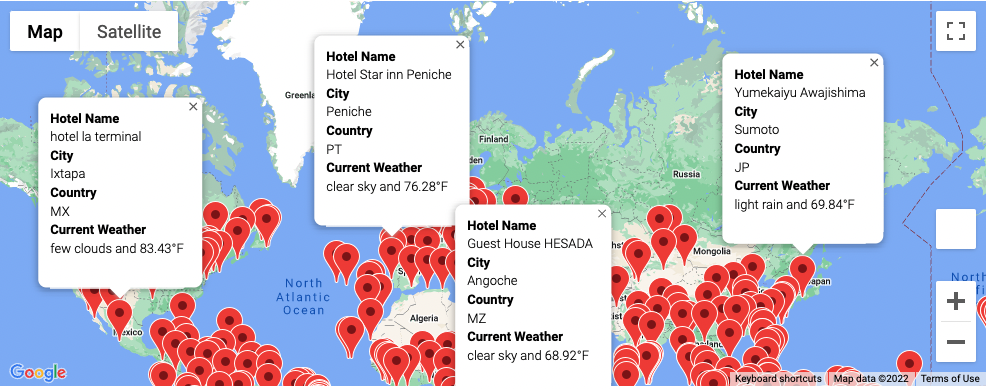 Map
Satellite
Hotel Name
hotel la terminal
City
Ixtapa
Country
MX
Current Weather
few clouds and 83.43°F
Hotel Name
Hotel Star inn Peniche
City
Peniche
Country
PT
Current Weather
clear sky and 76.28°F
Hotel Name
Guest House HESADA
City
Angoche
Country
MZ
Current Weather
clear sky and 68.92°F
Hotel Name
Yumekaiyu Awajishima
City
Sumoto
Country
JP
Current Weather
light rain and 69.84°F
Greenla
Finland
den
Russia
Mongolia
apan
North
Atlantic
Ocean
Algeria
Mexico
North
Google
Keyboard shortcuts
Map data ©2022
Terms of Use